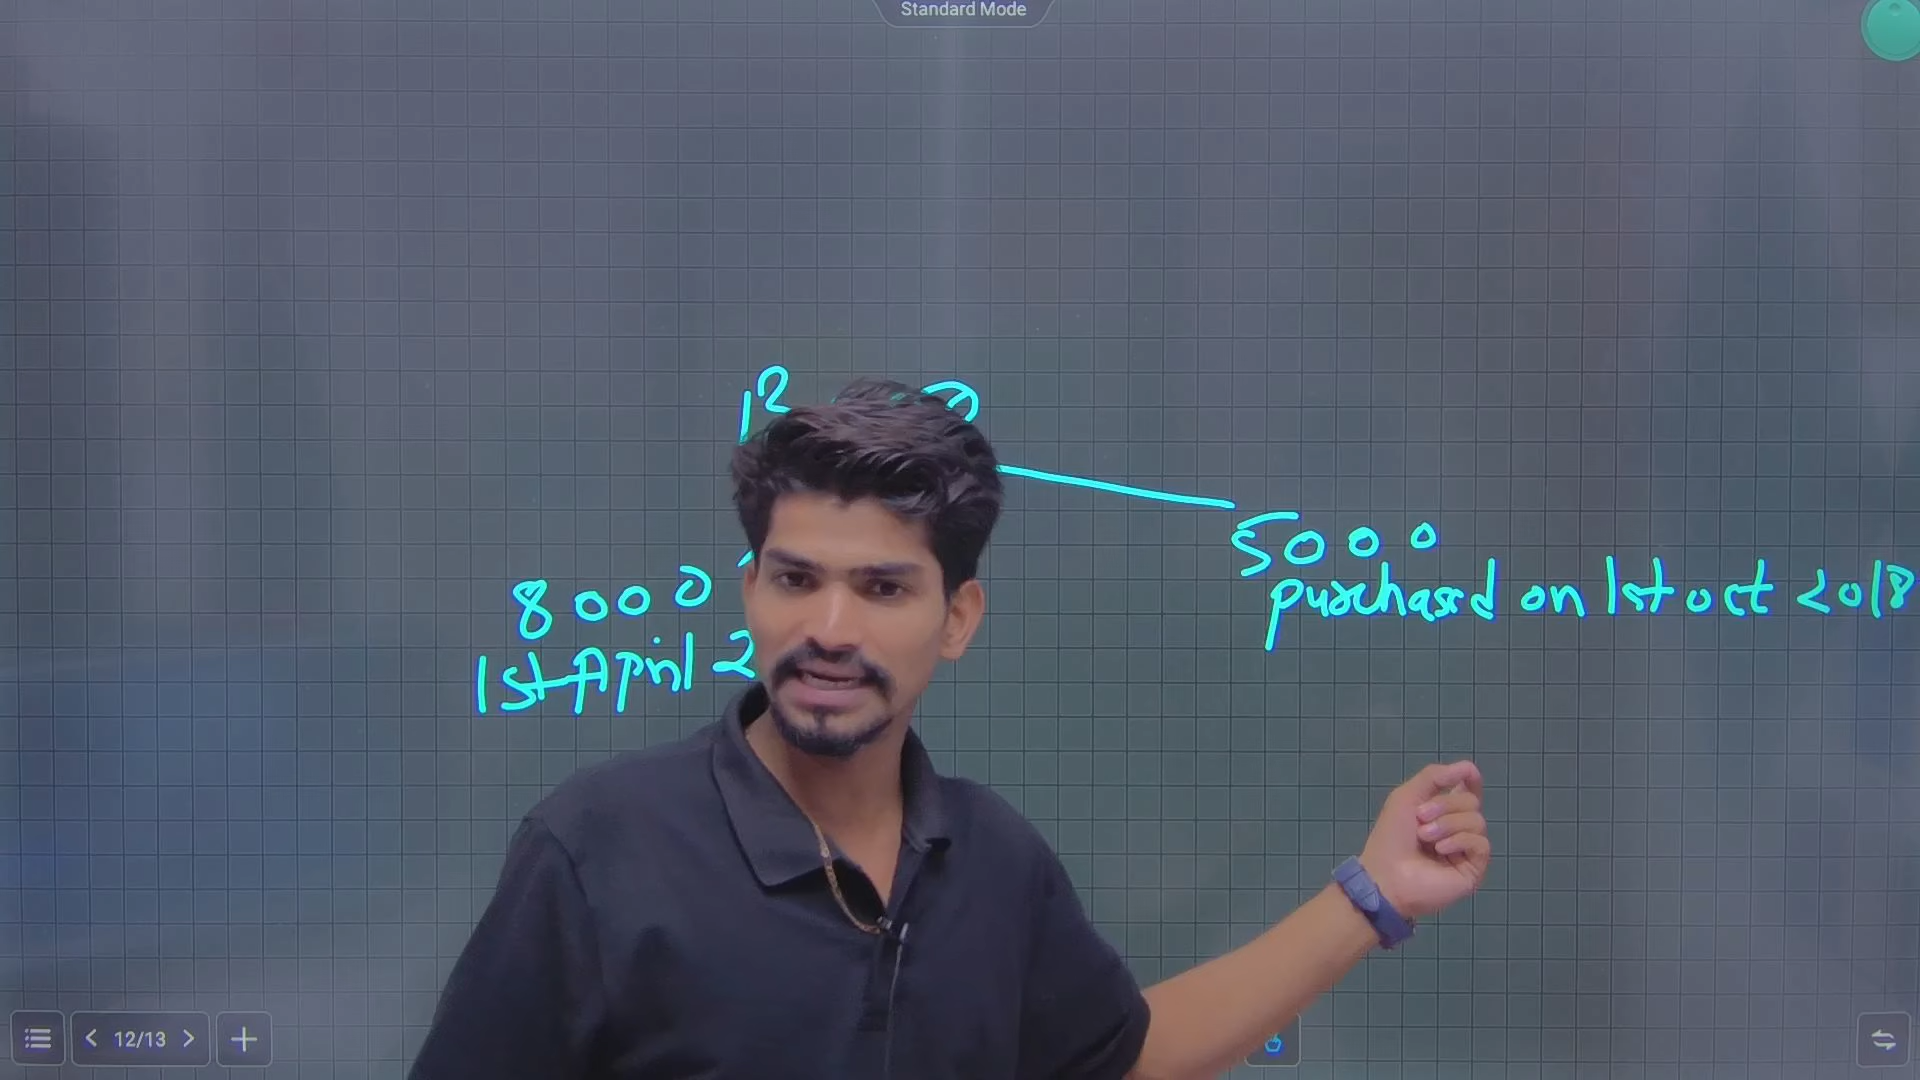 Standard Mode
5000
purchased on 1st oct 2018
8000
1st April
12/13